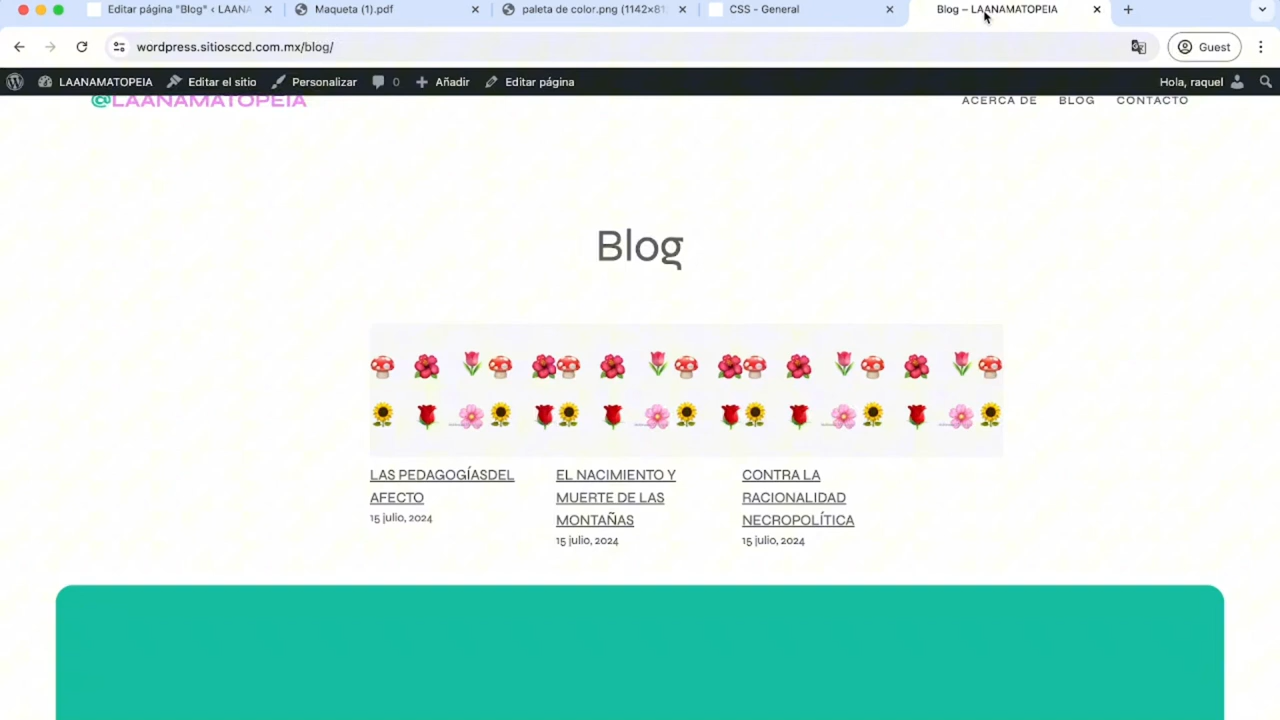 Editar página "Blog" ‹ LAANA
Maqueta (1).pdf
paleta de color.png (1142×81
CSS - General
Blog – LAANAMATOPEIA
wordpress.sitiosccd.com.mx/blog/
Guest
LAANAMATOPEIA
Editar el sitio
Personalizar
0
Añadir
Editar página
Hola, raquel
@LAANAMATOPEIA
ACERCA DE
BLOG
CONTACTO
Blog
LAS PEDAGOGÍASDEL
AFECTO
15 julio, 2024
EL NACIMIENTO Y
MUERTE DE LAS
MONTAÑAS
15 julio, 2024
CONTRA LA
RACIONALIDAD
NECROPOLÍTICA
15 julio, 2024